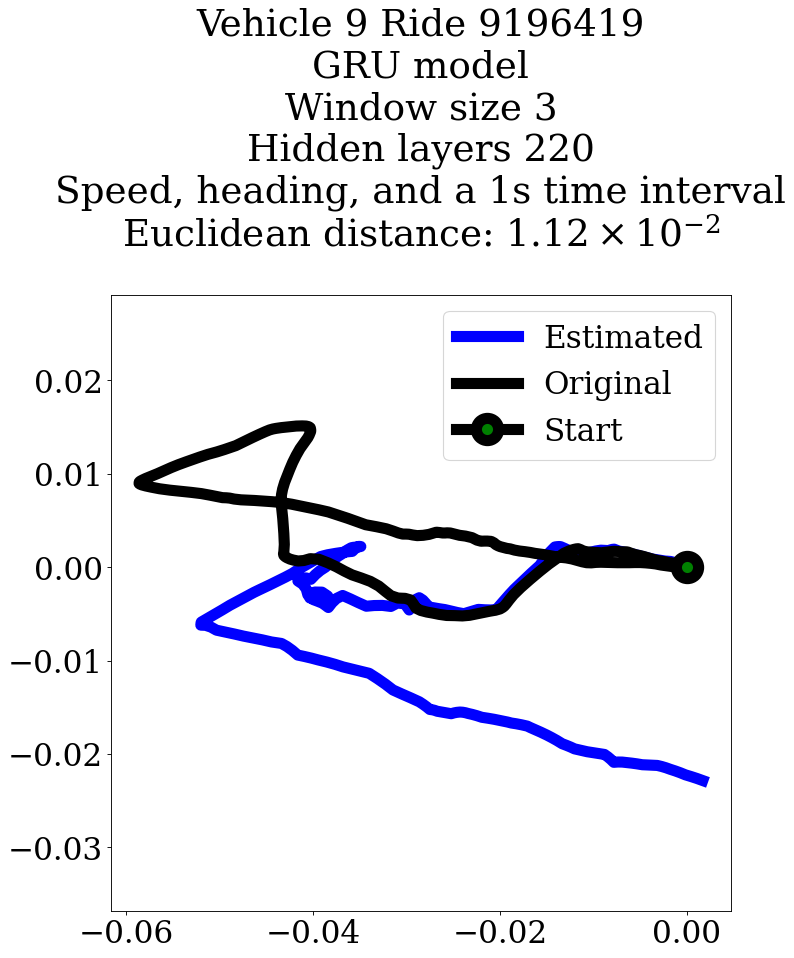 Vehicle 9 Ride 9196419
GRU model
Window size 3
Hidden layers 220
Speed, heading, and a 1s time interval
Euclidean distance: 1.12 × 10⁻²
Estimated
Original
Start
0.02
0.01
0.00
−0.01
−0.02
−0.03
−0.06
−0.04
−0.02
0.00